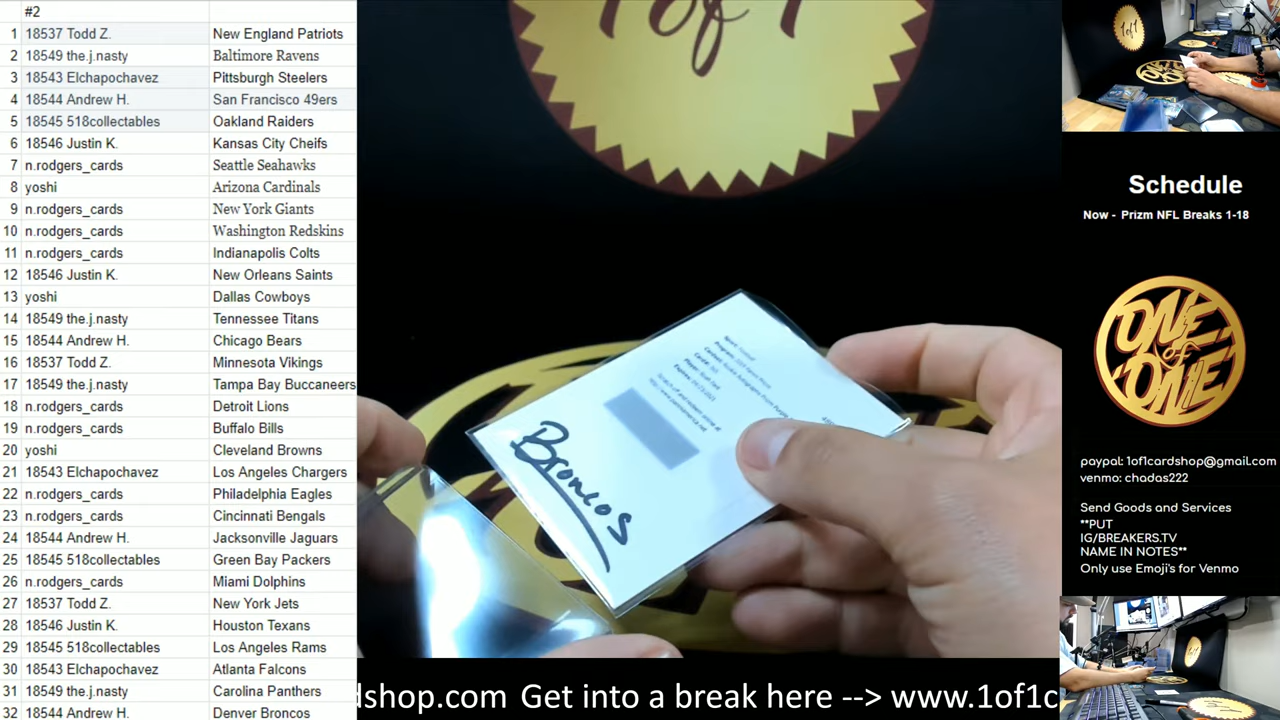 #2
1 18537 Todd Z. New England Patriots
2 18549 the.j.nasty Baltimore Ravens
3 18543 Elchapochavez Pittsburgh Steelers
4 18544 Andrew H. San Francisco 49ers
5 18545 518collectables Oakland Raiders
6 18546 Justin K. Kansas City Cheifs
7 n.rodgers_cards Seattle Seahawks
8 yoshi Arizona Cardinals
9 n.rodgers_cards New York Giants
10 n.rodgers_cards Washington Redskins
11 n.rodgers_cards Indianapolis Colts
12 18546 Justin K. New Orleans Saints
13 yoshi Dallas Cowboys
14 18549 the.j.nasty Tennessee Titans
15 18544 Andrew H. Chicago Bears
16 18537 Todd Z. Minnesota Vikings
17 18549 the.j.nasty Tampa Bay Buccaneers
18 n.rodgers_cards Detroit Lions
19 n.rodgers_cards Buffalo Bills
20 yoshi Cleveland Browns
21 18543 Elchapochavez Los Angeles Chargers
22 n.rodgers_cards Philadelphia Eagles
23 n.rodgers_cards Cincinnati Bengals
24 18544 Andrew H. Jacksonville Jaguars
25 18545 518collectables Green Bay Packers
26 n.rodgers_cards Miami Dolphins
27 18537 Todd Z. New York Jets
28 18546 Justin K. Houston Texans
29 18545 518collectables Los Angeles Rams
30 18543 Elchapochavez Atlanta Falcons
31 18549 the.j.nasty Carolina Panthers
32 18544 Andrew H. Denver Broncos
1 of 1
Broncos
1of1
Schedule
Now - Prizm NFL Breaks 1-18
ONE
of
ONE
paypal: 1of1cardshop@gmail.com
venmo: chadas222
Send Goods and Services
**PUT
IG/BREAKERS.TV
NAME IN NOTES**
Only use Emoji's for Venmo
dshop.com Get into a break here --> www.1of1c